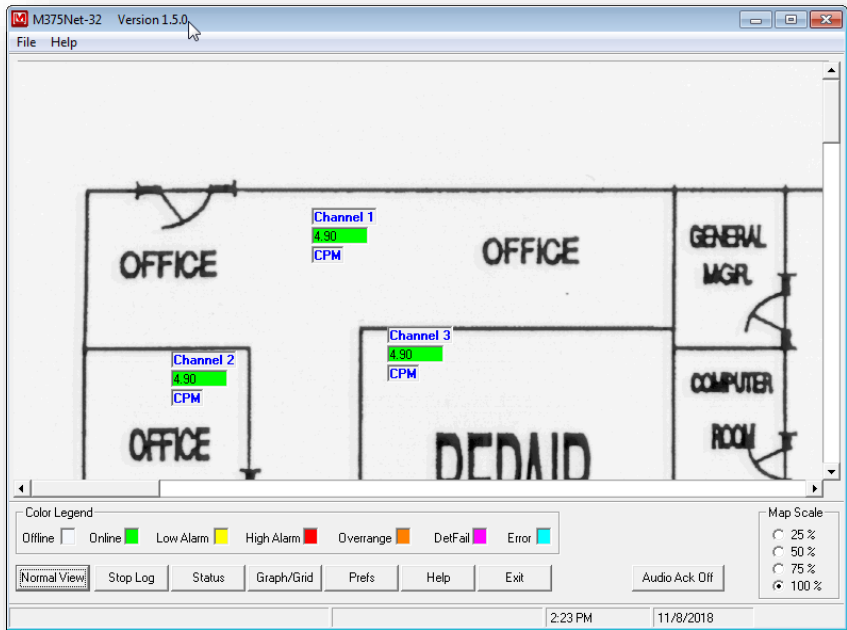 M375Net-32 Version 1.5.0
File Help
Channel 1
4.90
CPM
OFFICE
OFFICE
GENERAL
MGR.
Channel 3
4.90
CPM
Channel 2
4.90
CPM
COMPUTER
ROOM
OFFICE
REPAIR
Color Legend
Offline Online Low Alarm High Alarm Overrange DetFail Error
Map Scale
25 %
50 %
75 %
100 %
Normal View Stop Log Status Graph/Grid Prefs Help Exit Audio Ack Off
2:23 PM 11/8/2018